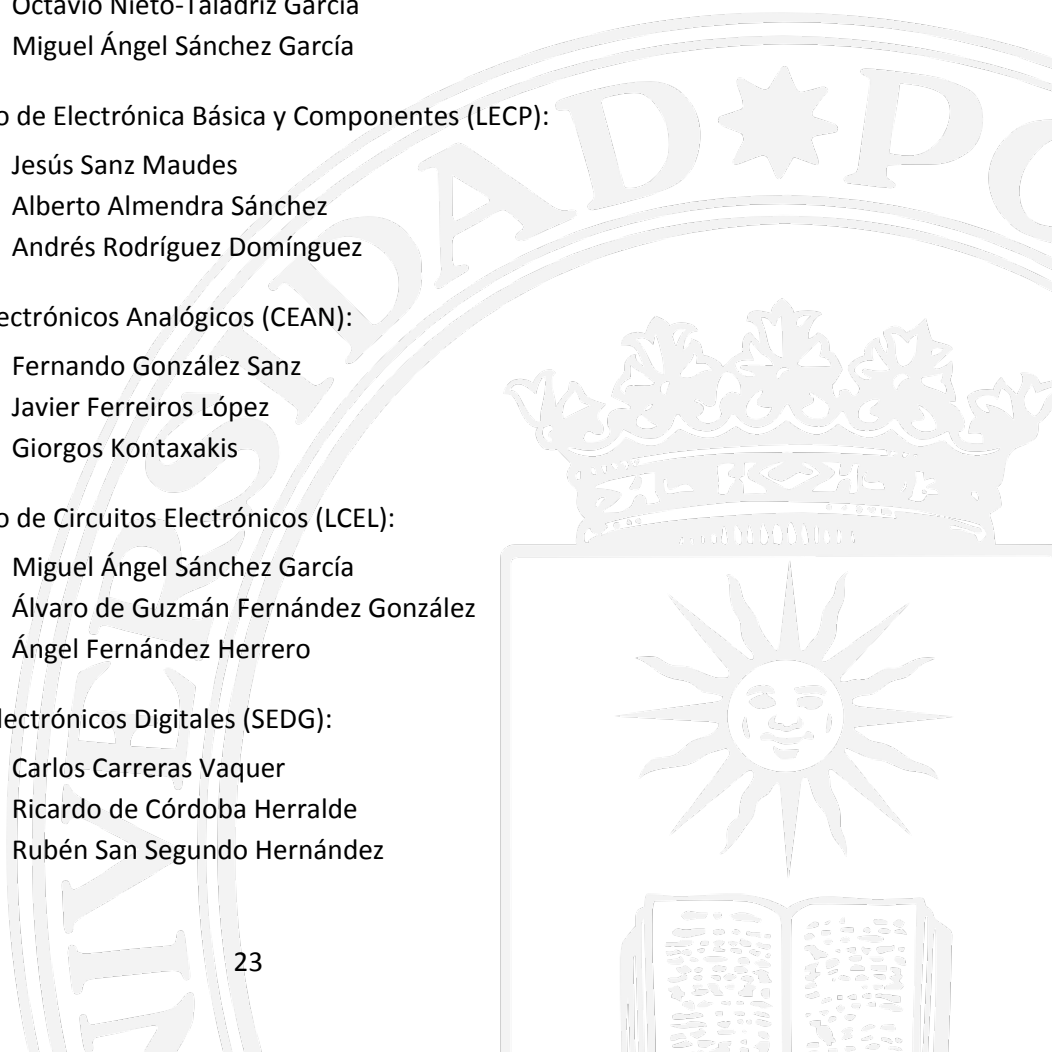 Octavio Nieto-Taladriz García
Miguel Ángel Sánchez García
o de Electrónica Básica y Componentes (LECP):
Jesús Sanz Maudes
Alberto Almendra Sánchez
Andrés Rodríguez Domínguez
ectrónicos Analógicos (CEAN):
Fernando González Sanz
Javier Ferreiros López
Giorgos Kontaxakis
o de Circuitos Electrónicos (LCEL):
Miguel Ángel Sánchez García
Álvaro de Guzmán Fernández González
Ángel Fernández Herrero
lectrónicos Digitales (SEDG):
Carlos Carreras Vaquer
Ricardo de Córdoba Herralde
Rubén San Segundo Hernández
23
NIVERSIDAD PO